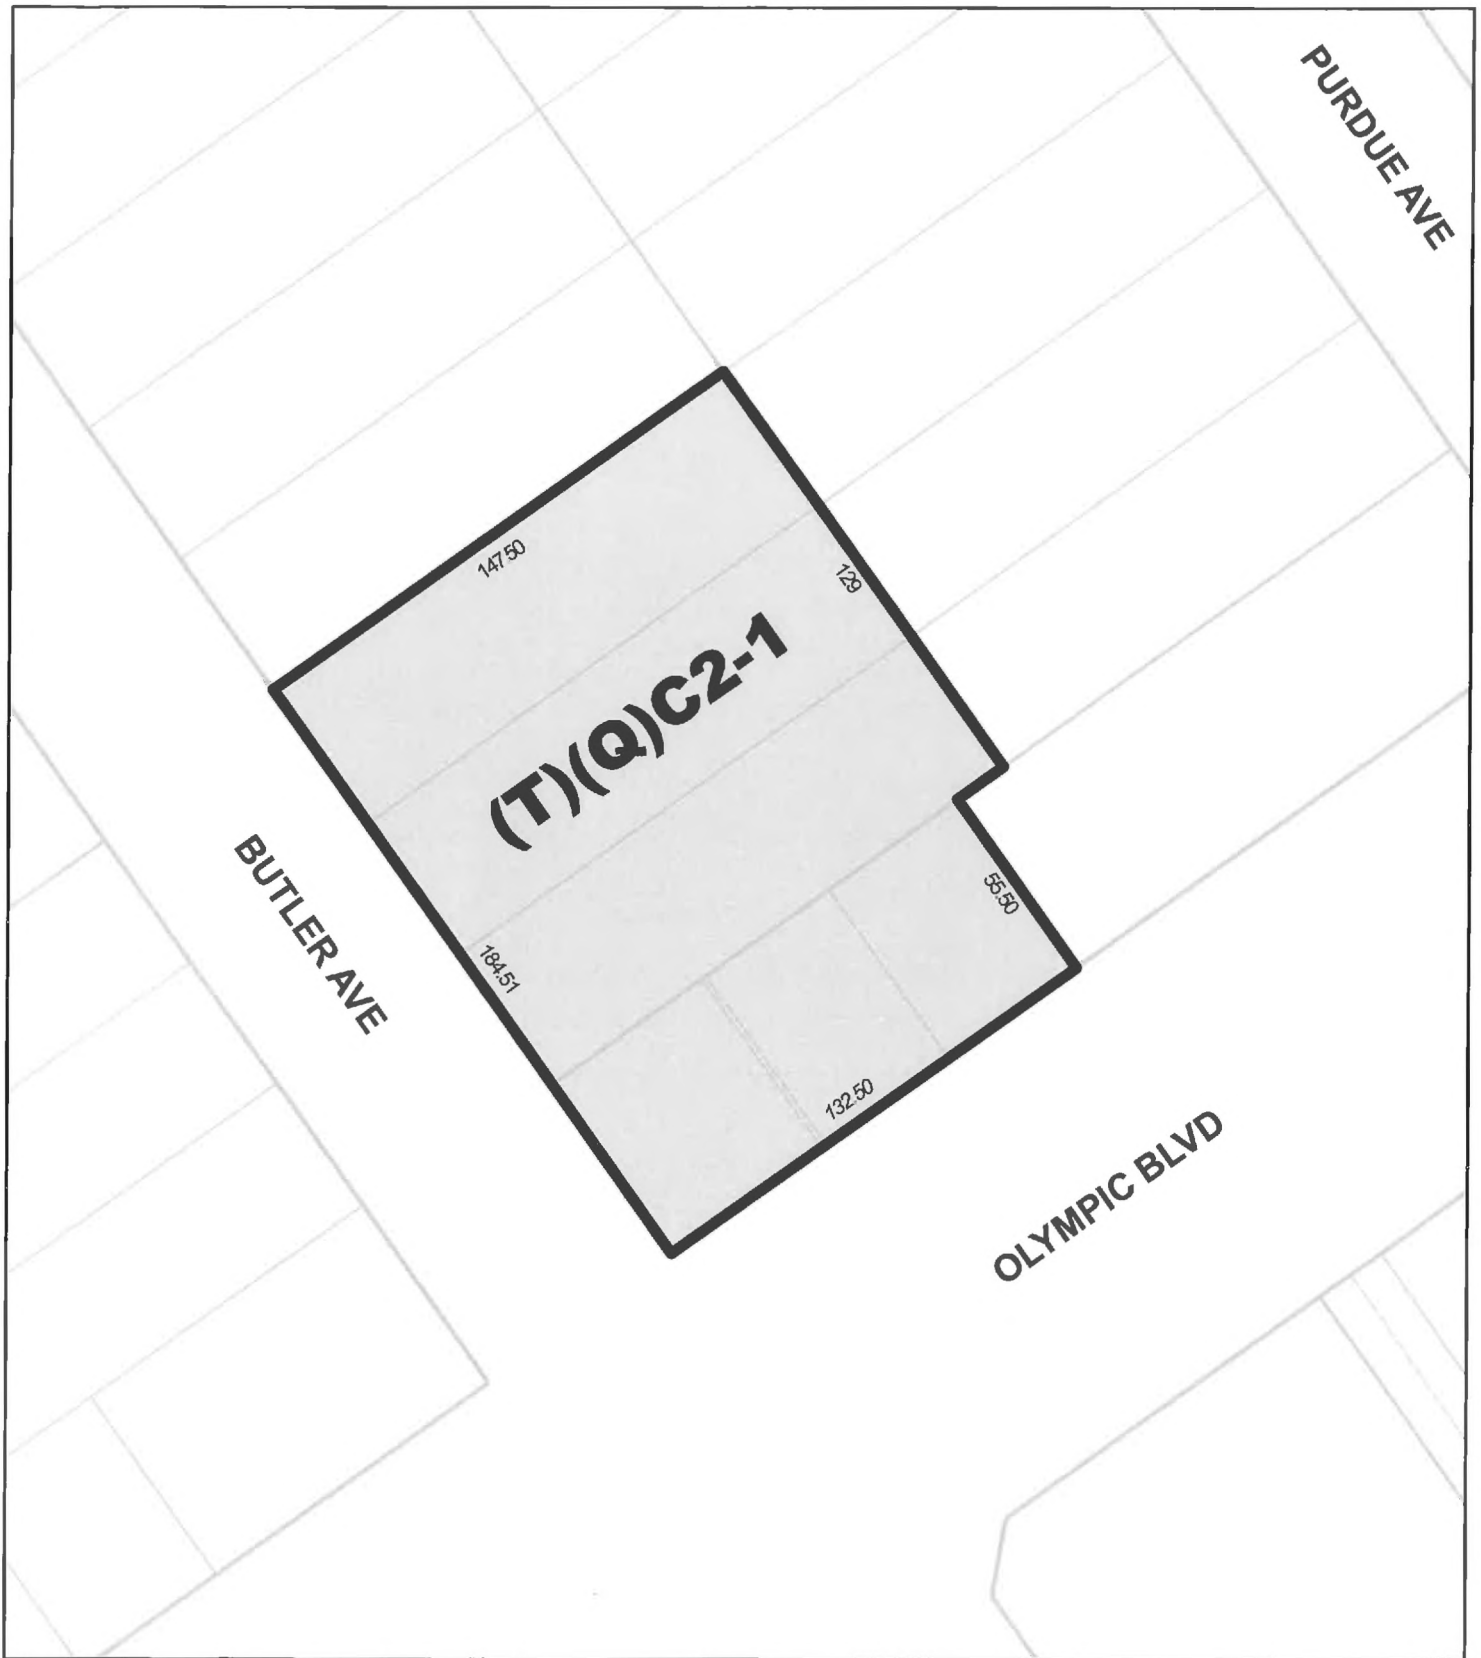 PURDUE AVE
147.50
129
(T)(Q)C2-1
BUTLER AVE
55.50
184.51
132.50
OLYMPIC BLVD